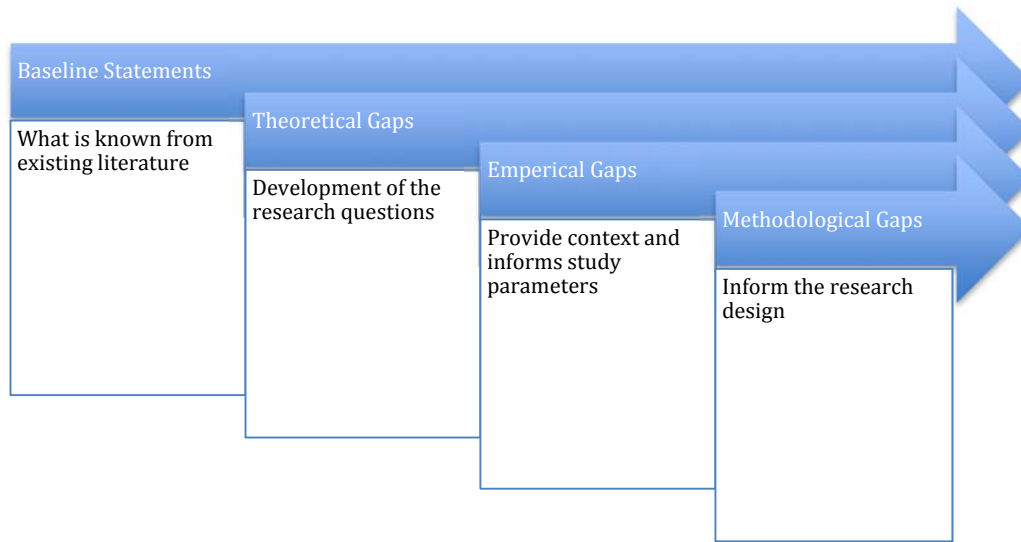 Baseline Statements
What is known from
existing literature
Theoretical Gaps
Development of the
research questions
Emperical Gaps
Provide context and
informs study
parameters
Methodological Gaps
Inform the research
design